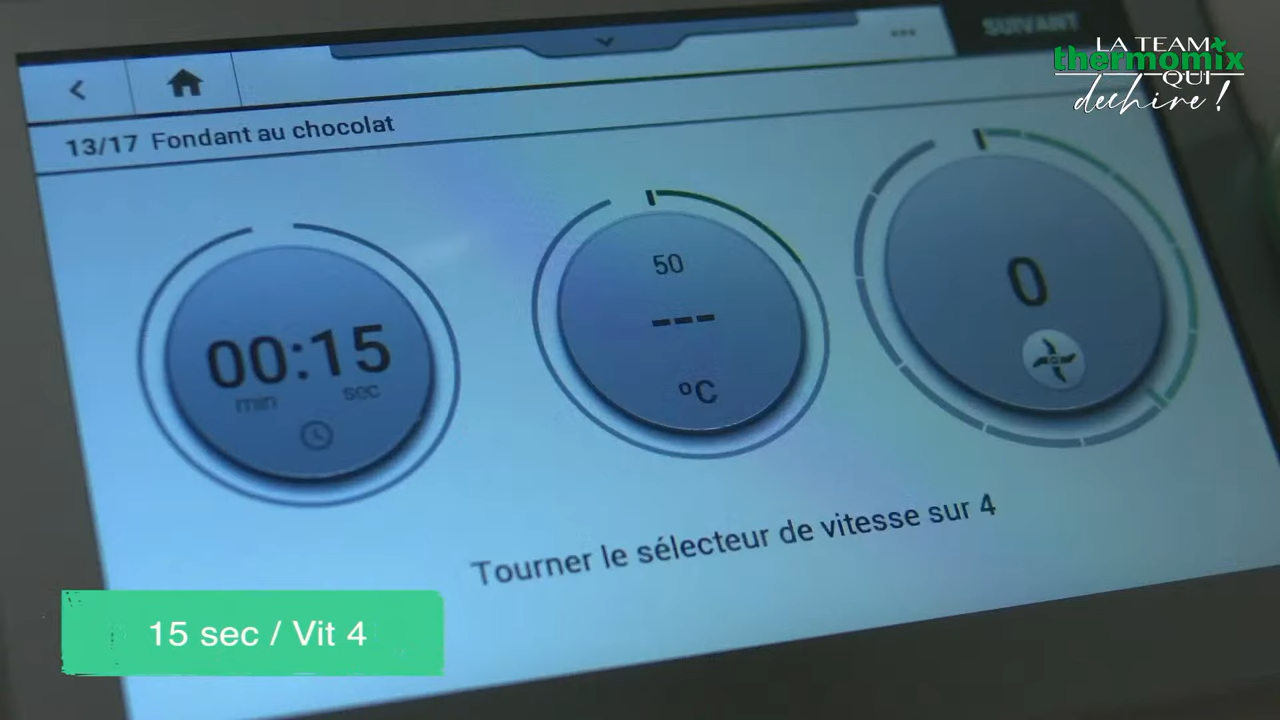 SUIVANT
LA TEAM
thermomix
QUI
dechire !
13/17 Fondant au chocolat
00:15
min sec
50
---
ºC
0
Tourner le sélecteur de vitesse sur 4
15 sec / Vit 4